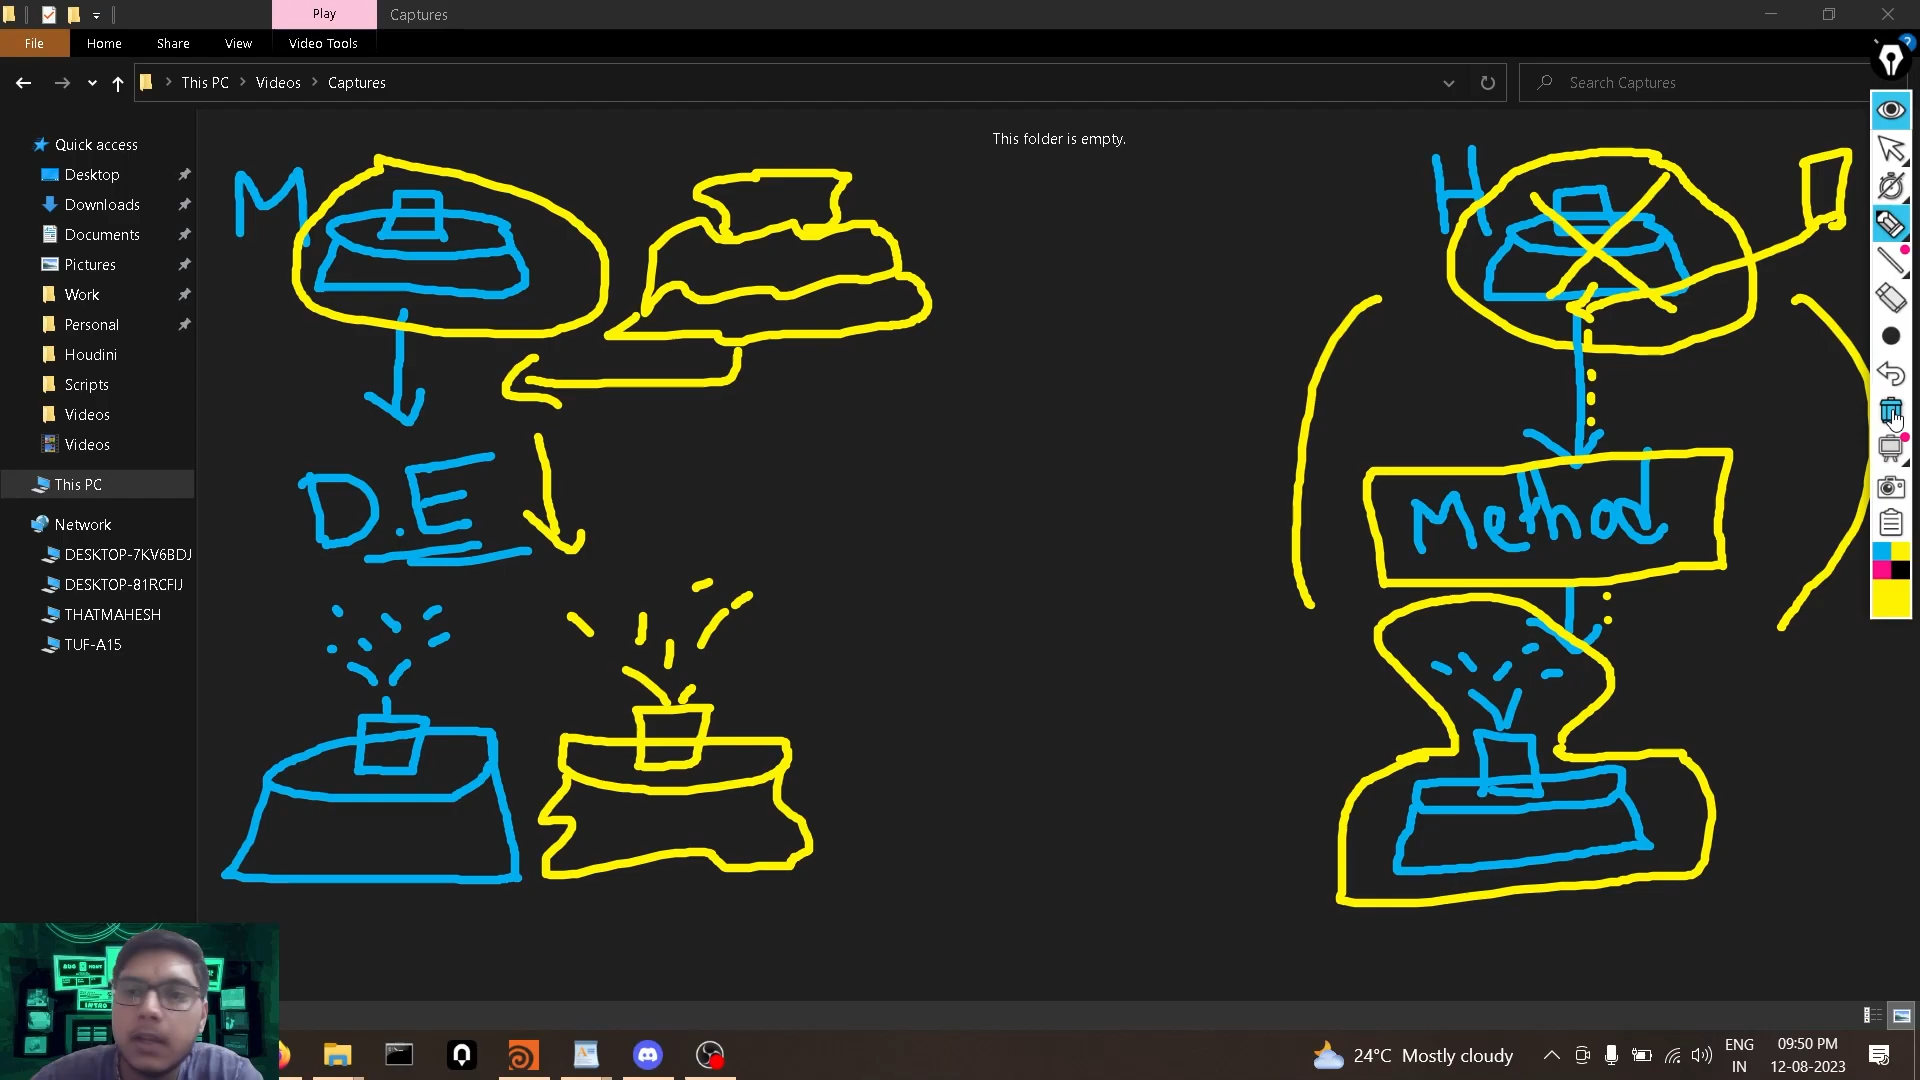 Play
Captures
File
Home
Share
View
Video Tools
This PC
Videos
Captures
Search Captures
This folder is empty.
Quick access
Desktop
Downloads
Documents
Pictures
Work
Personal
Houdini
Scripts
Videos
Videos
This PC
Network
DESKTOP-7KV6BDJ
DESKTOP-81RCFIJ
THATMAHESH
TUF-A15
M
D.E
H
Method
INTRO
24°C Mostly cloudy
ENG
IN
09:50 PM
12-08-2023